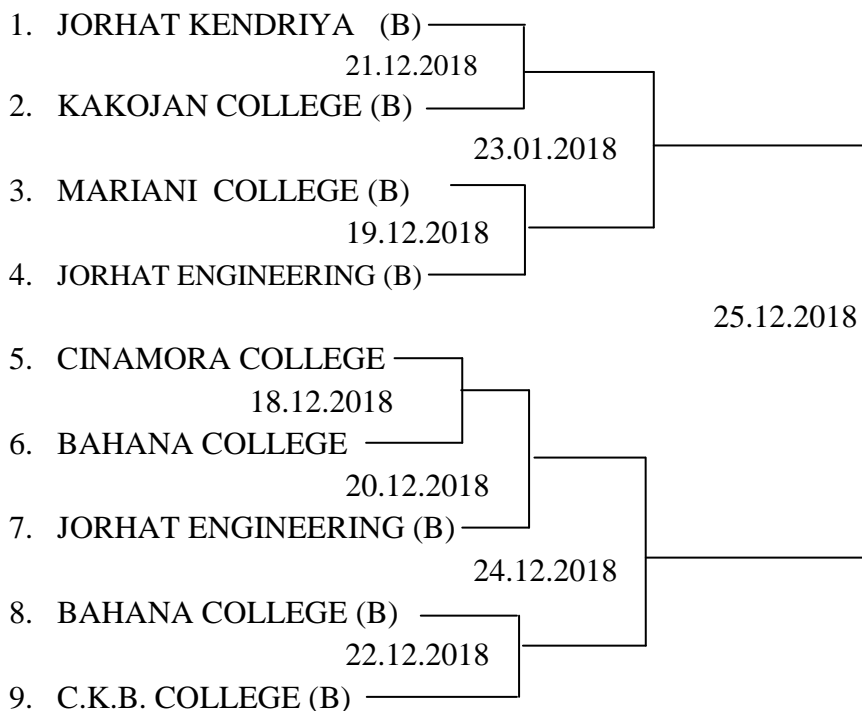 1. JORHAT KENDRIYA (B)
21.12.2018
2. KAKOJAN COLLEGE (B)
23.01.2018
3. MARIANI COLLEGE (B)
19.12.2018
4. JORHAT ENGINEERING (B)
25.12.2018
5. CINAMORA COLLEGE
18.12.2018
6. BAHANA COLLEGE
20.12.2018
7. JORHAT ENGINEERING (B)
24.12.2018
8. BAHANA COLLEGE (B)
22.12.2018
9. C.K.B. COLLEGE (B)